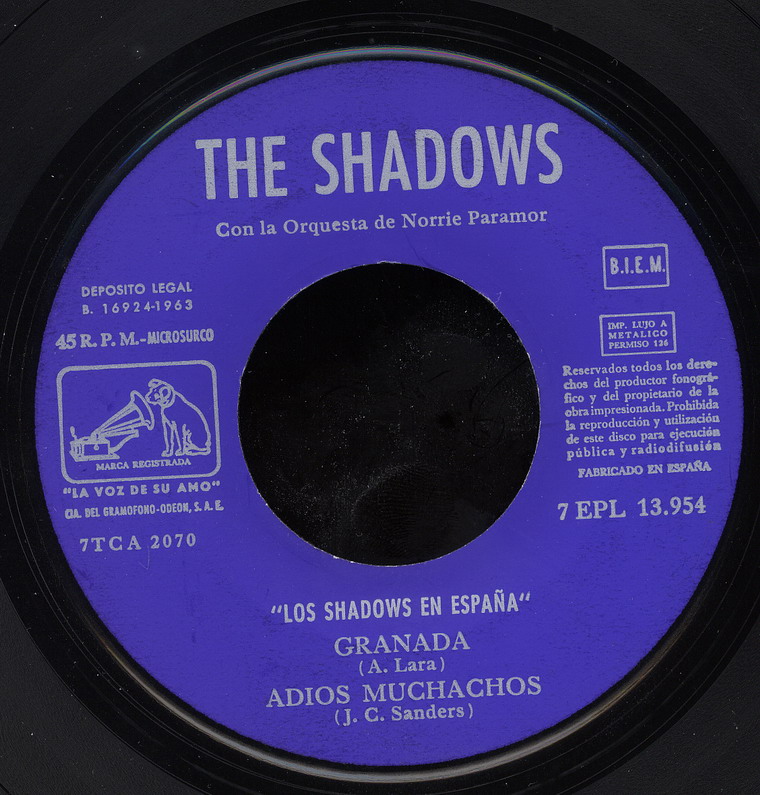 THE SHADOWS
Con la Orquesta de Norrie Paramor
DEPOSITO LEGAL
B. 16924-1963
45 R. P. M.-MICROSURCO
MARCA REGISTRADA
"LA VOZ DE SU AMO"
CIA. DEL GRAMOFONO-ODEON, S. A. E.
7TCA 2070
B.I.E.M.
IMP. LUJO A
METALICO
PERMISO 126
Reservados todos los dere-
chos del productor fonográ-
fico y del propietario de la
obra impresionada. Prohibida
la reproducción y utilización
de este disco para ejecución
pública y radiodifusión
FABRICADO EN ESPAÑA
7 EPL 13.954
"LOS SHADOWS EN ESPAÑA"
GRANADA
(A. Lara)
ADIOS MUCHACHOS
(J. C. Sanders)